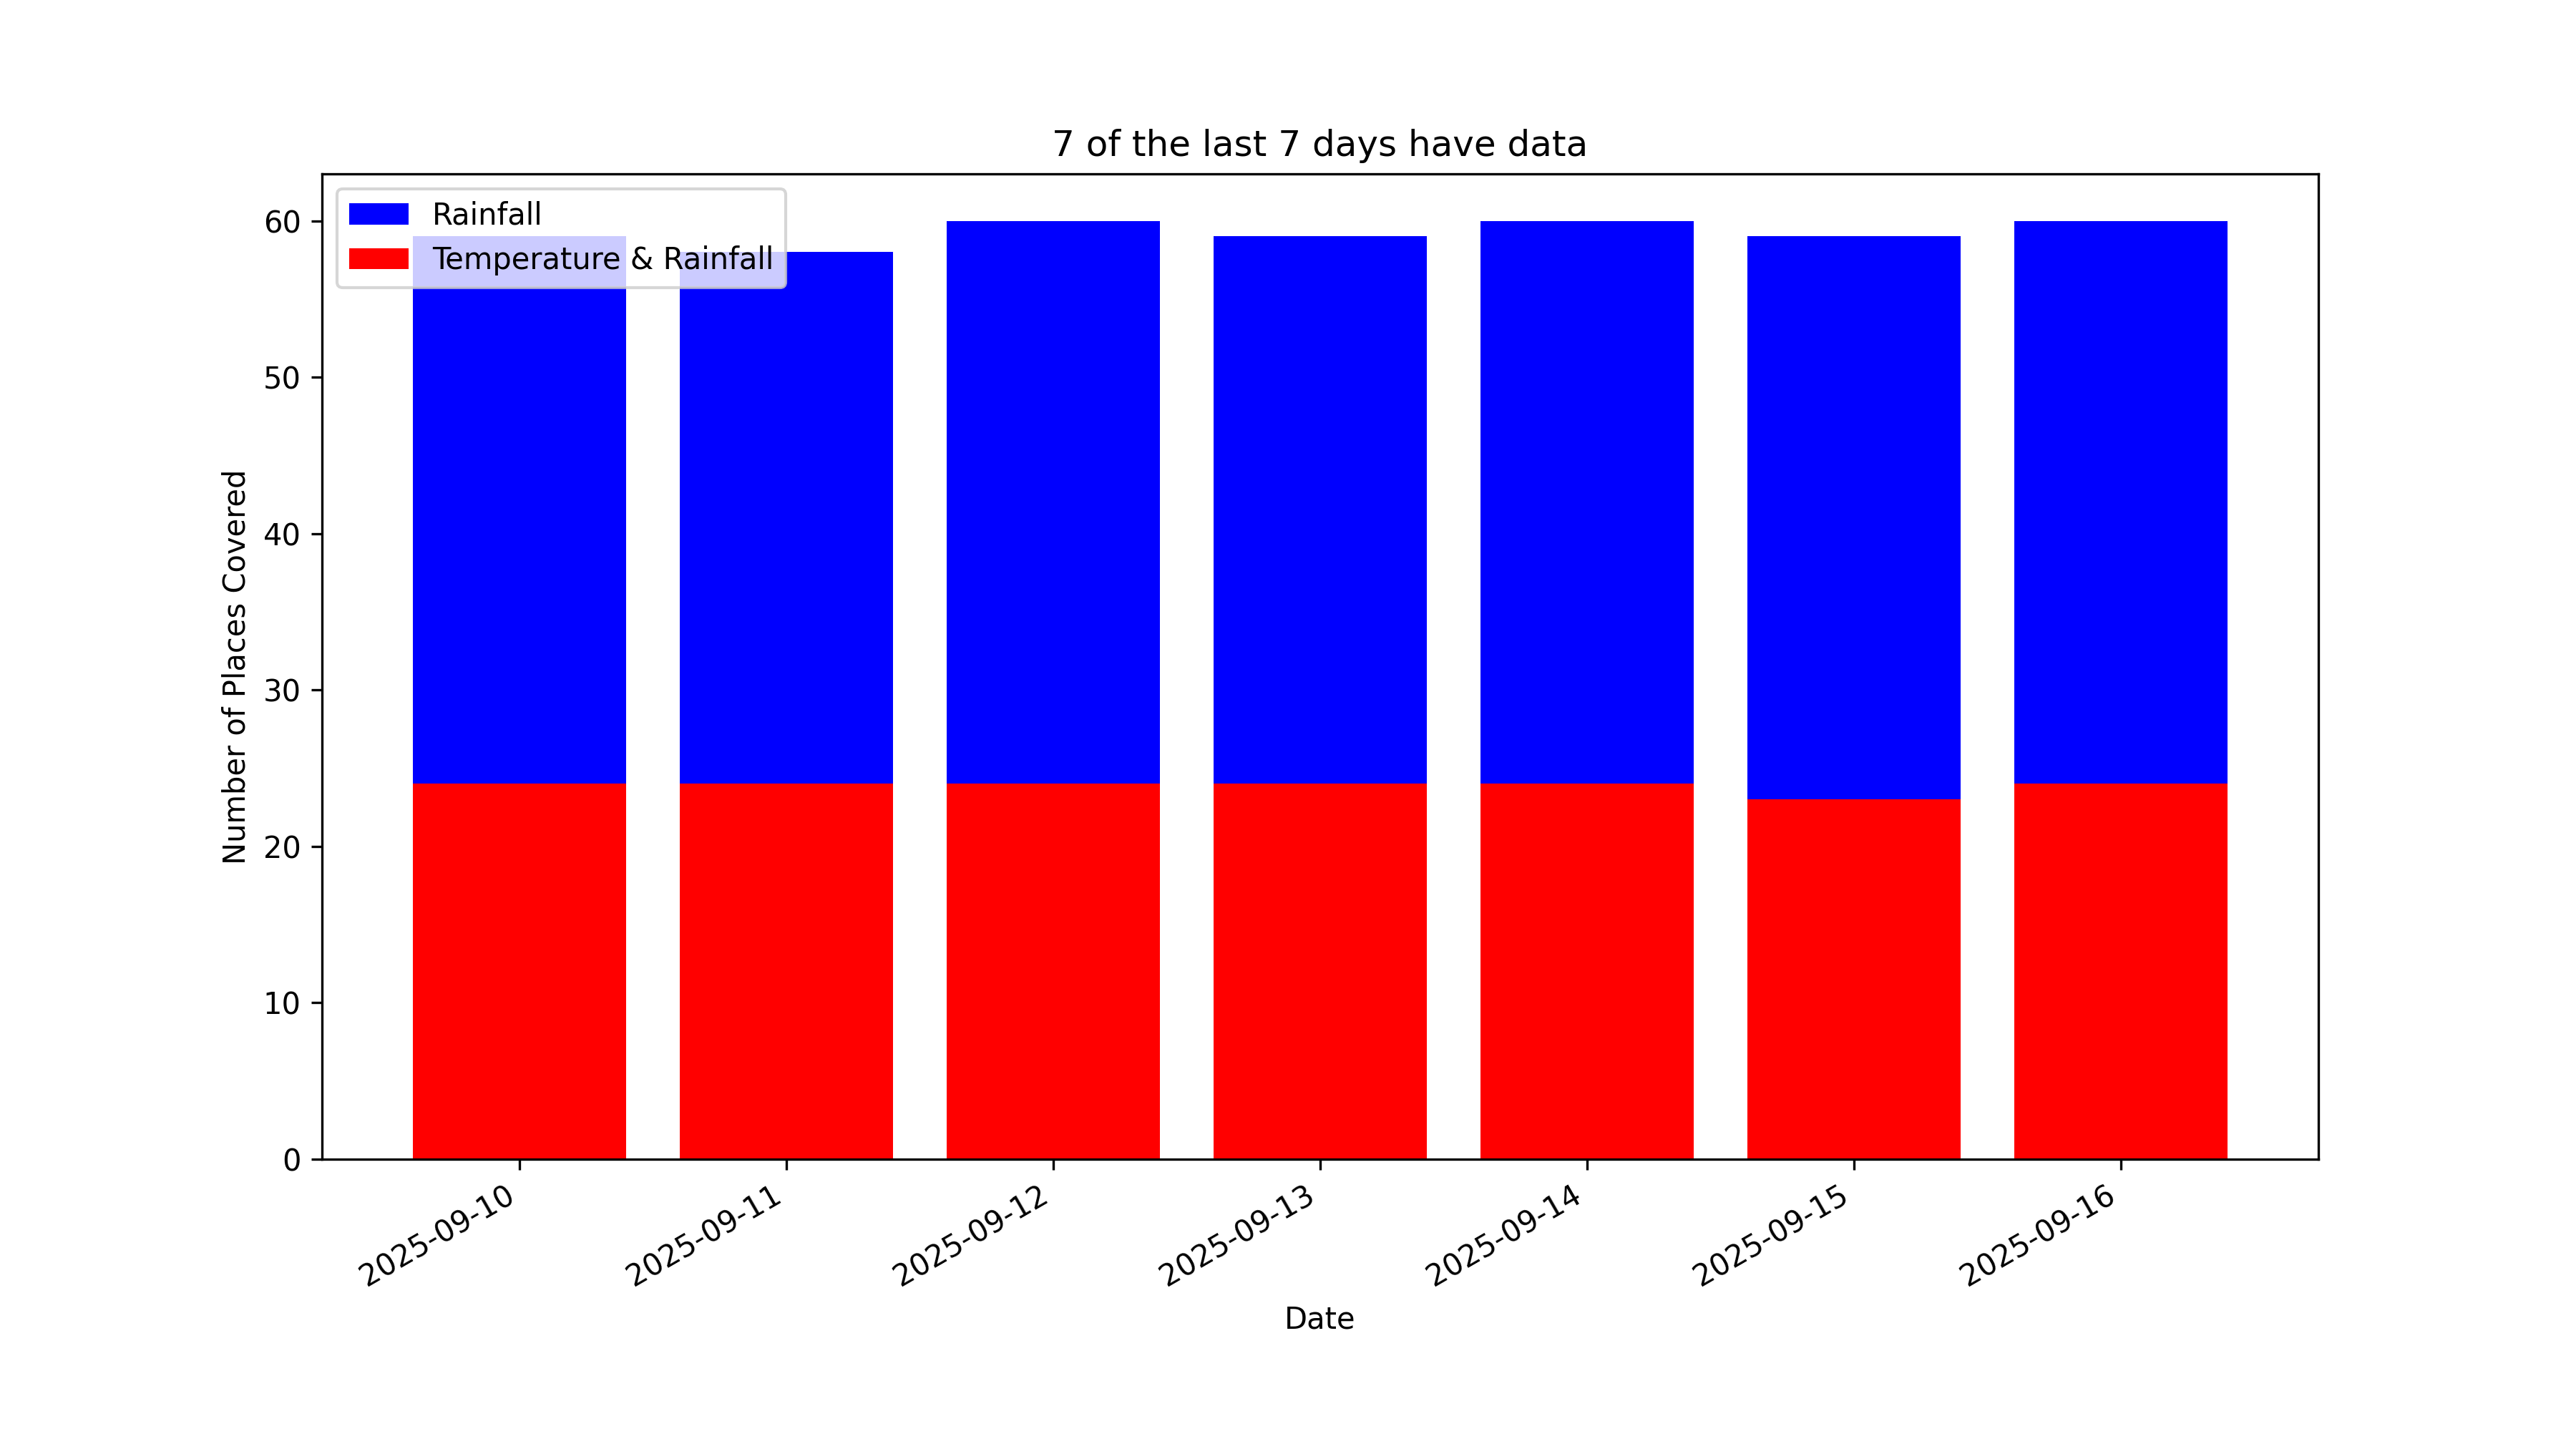 7 of the last 7 days have data
Rainfall
Temperature & Rainfall
Number of Places Covered
60
50
40
30
20
10
0
2025-09-10
2025-09-11
2025-09-12
2025-09-13
2025-09-14
2025-09-15
2025-09-16
Date